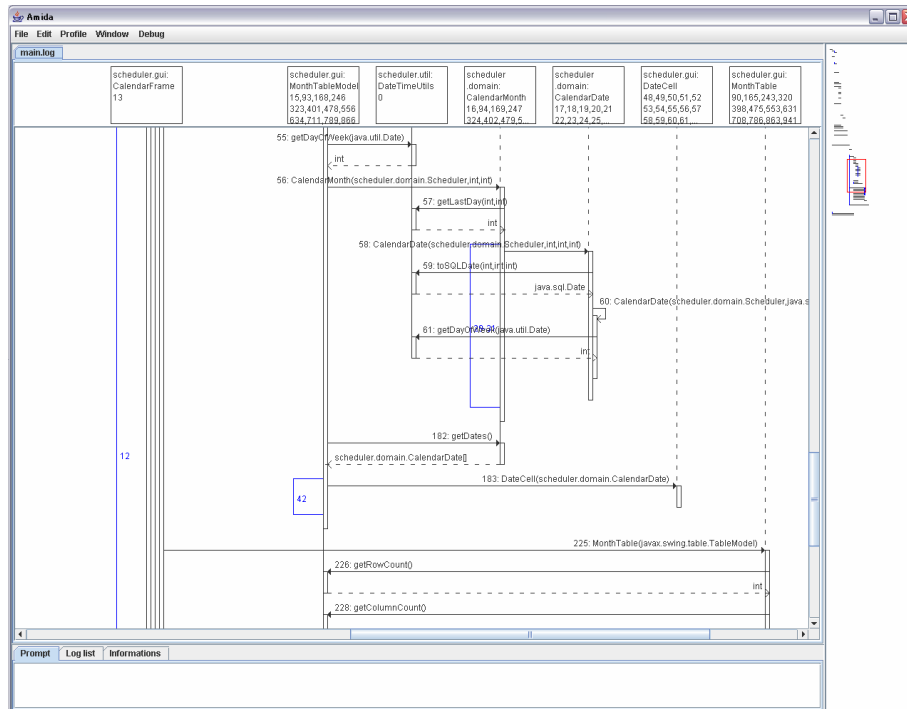 Amida
File Edit Profile Window Debug
main.log
scheduler.gui:
CalendarFrame
13
scheduler.gui:
MonthTableModel
15,93,168,246
323,401,478,556
634,711,789,866
scheduler.util:
DateTimeUtils
0
scheduler
.domain:
CalendarMonth
16,94,169,247
324,402,479,5...
scheduler
.domain:
CalendarDate
17,18,19,20,21
22,23,24,25,...
scheduler.gui:
DateCell
48,49,50,51,52
53,54,55,56,57
58,59,60,61,...
scheduler.gui:
MonthTable
90,165,243,320
398,475,553,631
708,786,863,941
55: getDayOfWeek(java.util.Date)
int
56: CalendarMonth(scheduler.domain.Scheduler,int,int)
57: getLastDay(int,int)
int
58: CalendarDate(scheduler.domain.Scheduler,int,int,int)
59: toSQLDate(int,int,int)
java.sql.Date
60: CalendarDate(scheduler.domain.Scheduler,java.s
61: getDayOfWeek(java.util.Date)
int
182: getDates()
scheduler.domain.CalendarDate[]
12
183: DateCell(scheduler.domain.CalendarDate)
42
225: MonthTable(javax.swing.table.TableModel)
226: getRowCount()
int
228: getColumnCount()
Prompt Log list Informations